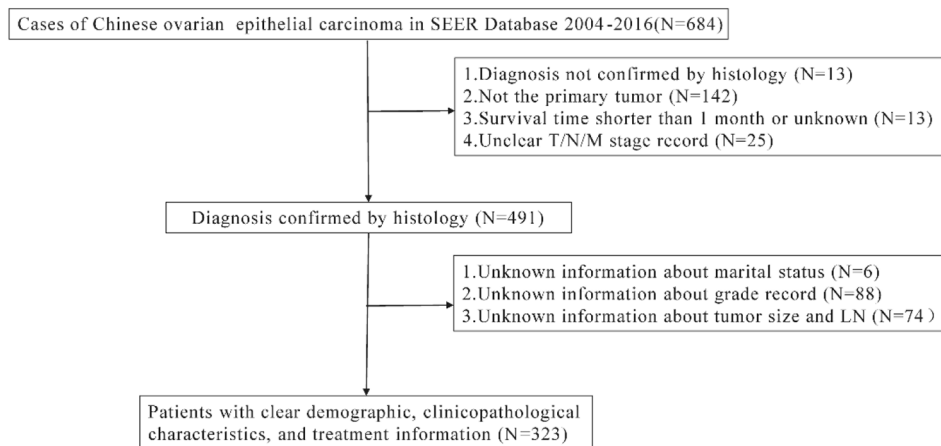 Cases of Chinese ovarian epithelial carcinoma in SEER Database 2004-2016(N=684)
1.Diagnosis not confirmed by histology (N=13)
2.Not the primary tumor (N=142)
3.Survival time shorter than 1 month or unknown (N=13)
4.Unclear T/N/M stage record (N=25)
Diagnosis confirmed by histology (N=491)
1.Unknown information about marital status (N=6)
2.Unknown information about grade record (N=88)
3.Unknown information about tumor size and LN (N=74）
Patients with clear demographic, clinicopathological
characteristics, and treatment information (N=323)